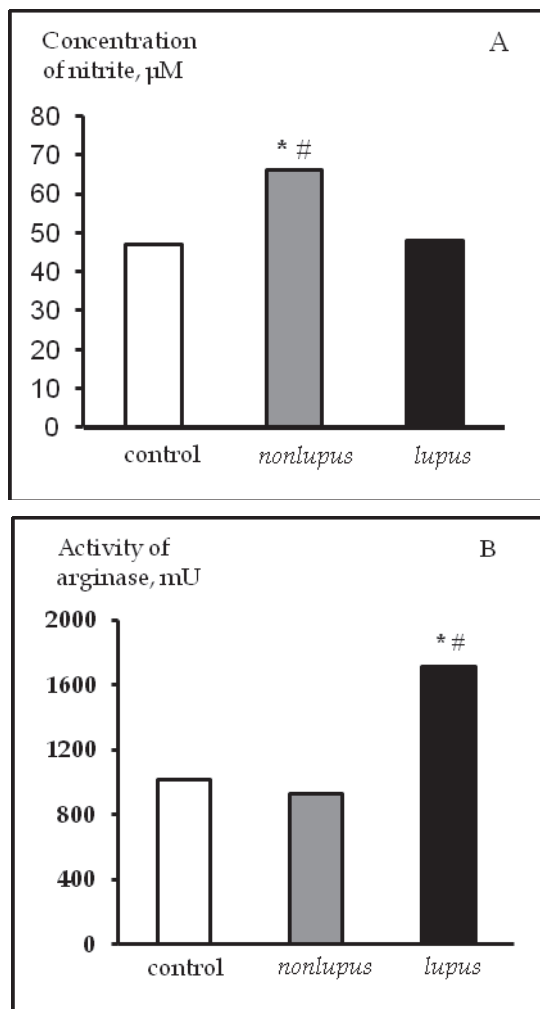 Concentration
of nitrite, µM
A
80
70
60
50
40
30
20
10
0
* #
control
nonlupus
lupus
Activity of
arginase, mU
B
2000
1600
1200
800
400
0
* #
control
nonlupus
lupus